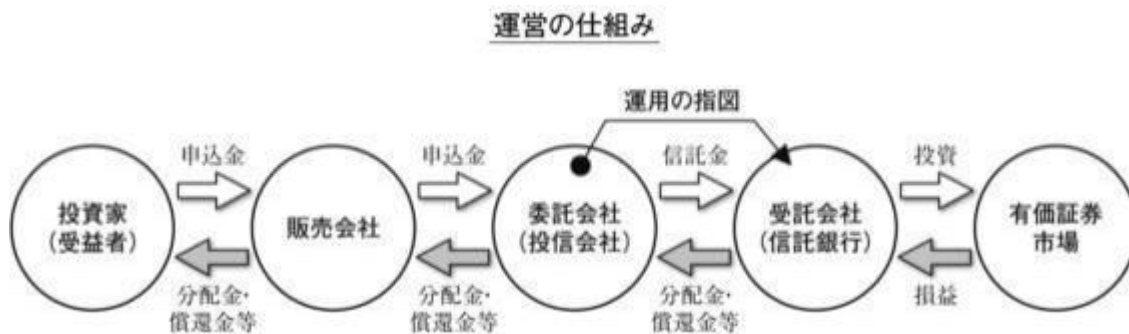 運営の仕組み
運用の指図
申込金
申込金
信託金
投資
投資家
(受益者)
販売会社
委託会社
(投信会社)
受託会社
(信託銀行)
有価証券
市場
分配金・
償還金等
分配金・
償還金等
分配金・
償還金等
損益